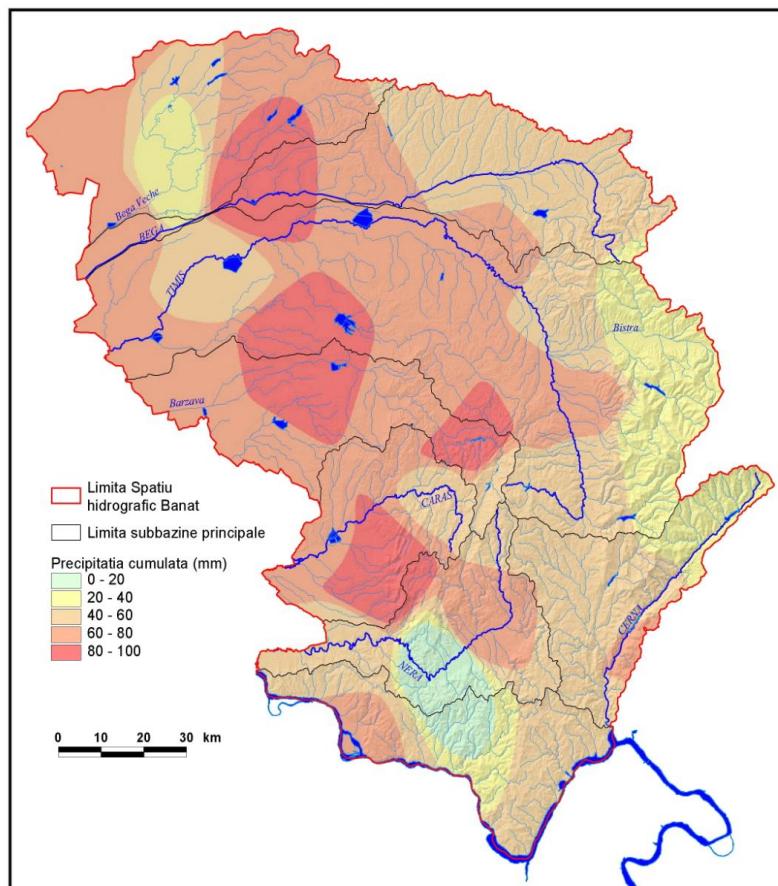 Bega Veche
BEGA
TIMIS
Bistra
Barzava
CARAS
CERNA
NERA
Limita Spatiu
hidrografic Banat
Limita subbazine principale
Precipitatia cumulata (mm)
0 - 20
20 - 40
40 - 60
60 - 80
80 - 100
0 10 20 30 km